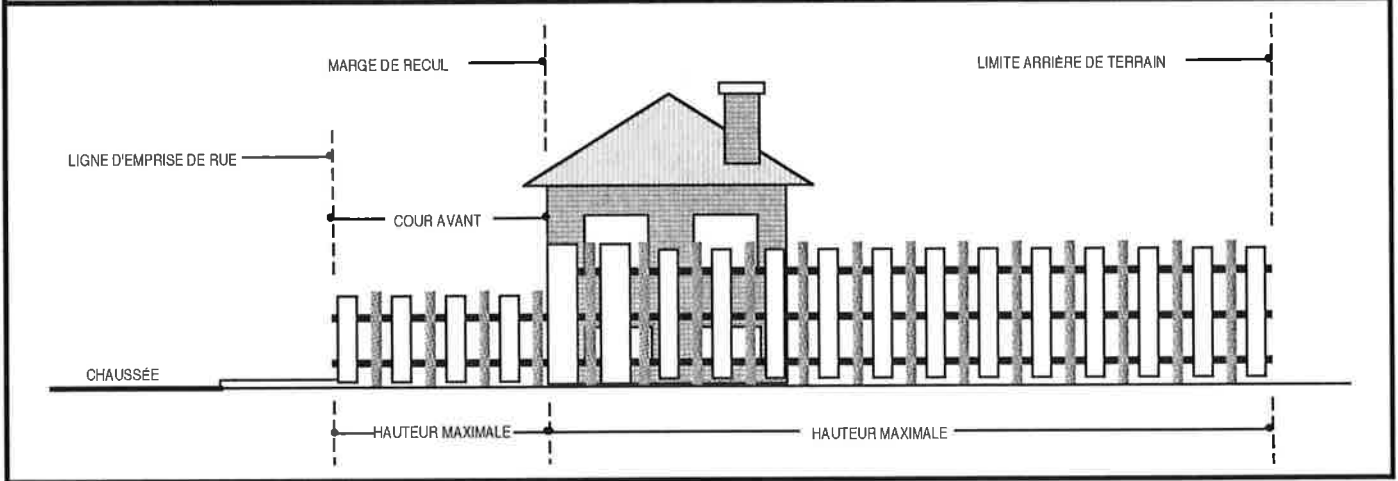 MARGE DE RECUL
LIMITE ARRIÈRE DE TERRAIN
LIGNE D'EMPRISE DE RUE
COUR AVANT
CHAUSSÉE
HAUTEUR MAXIMALE
HAUTEUR MAXIMALE